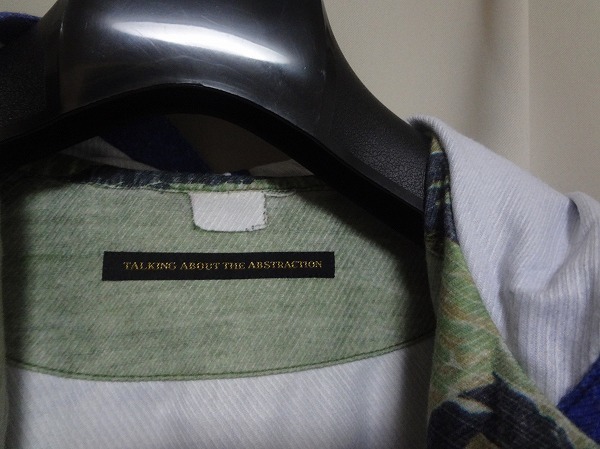 TALKING ABOUT THE ABSTRACTION